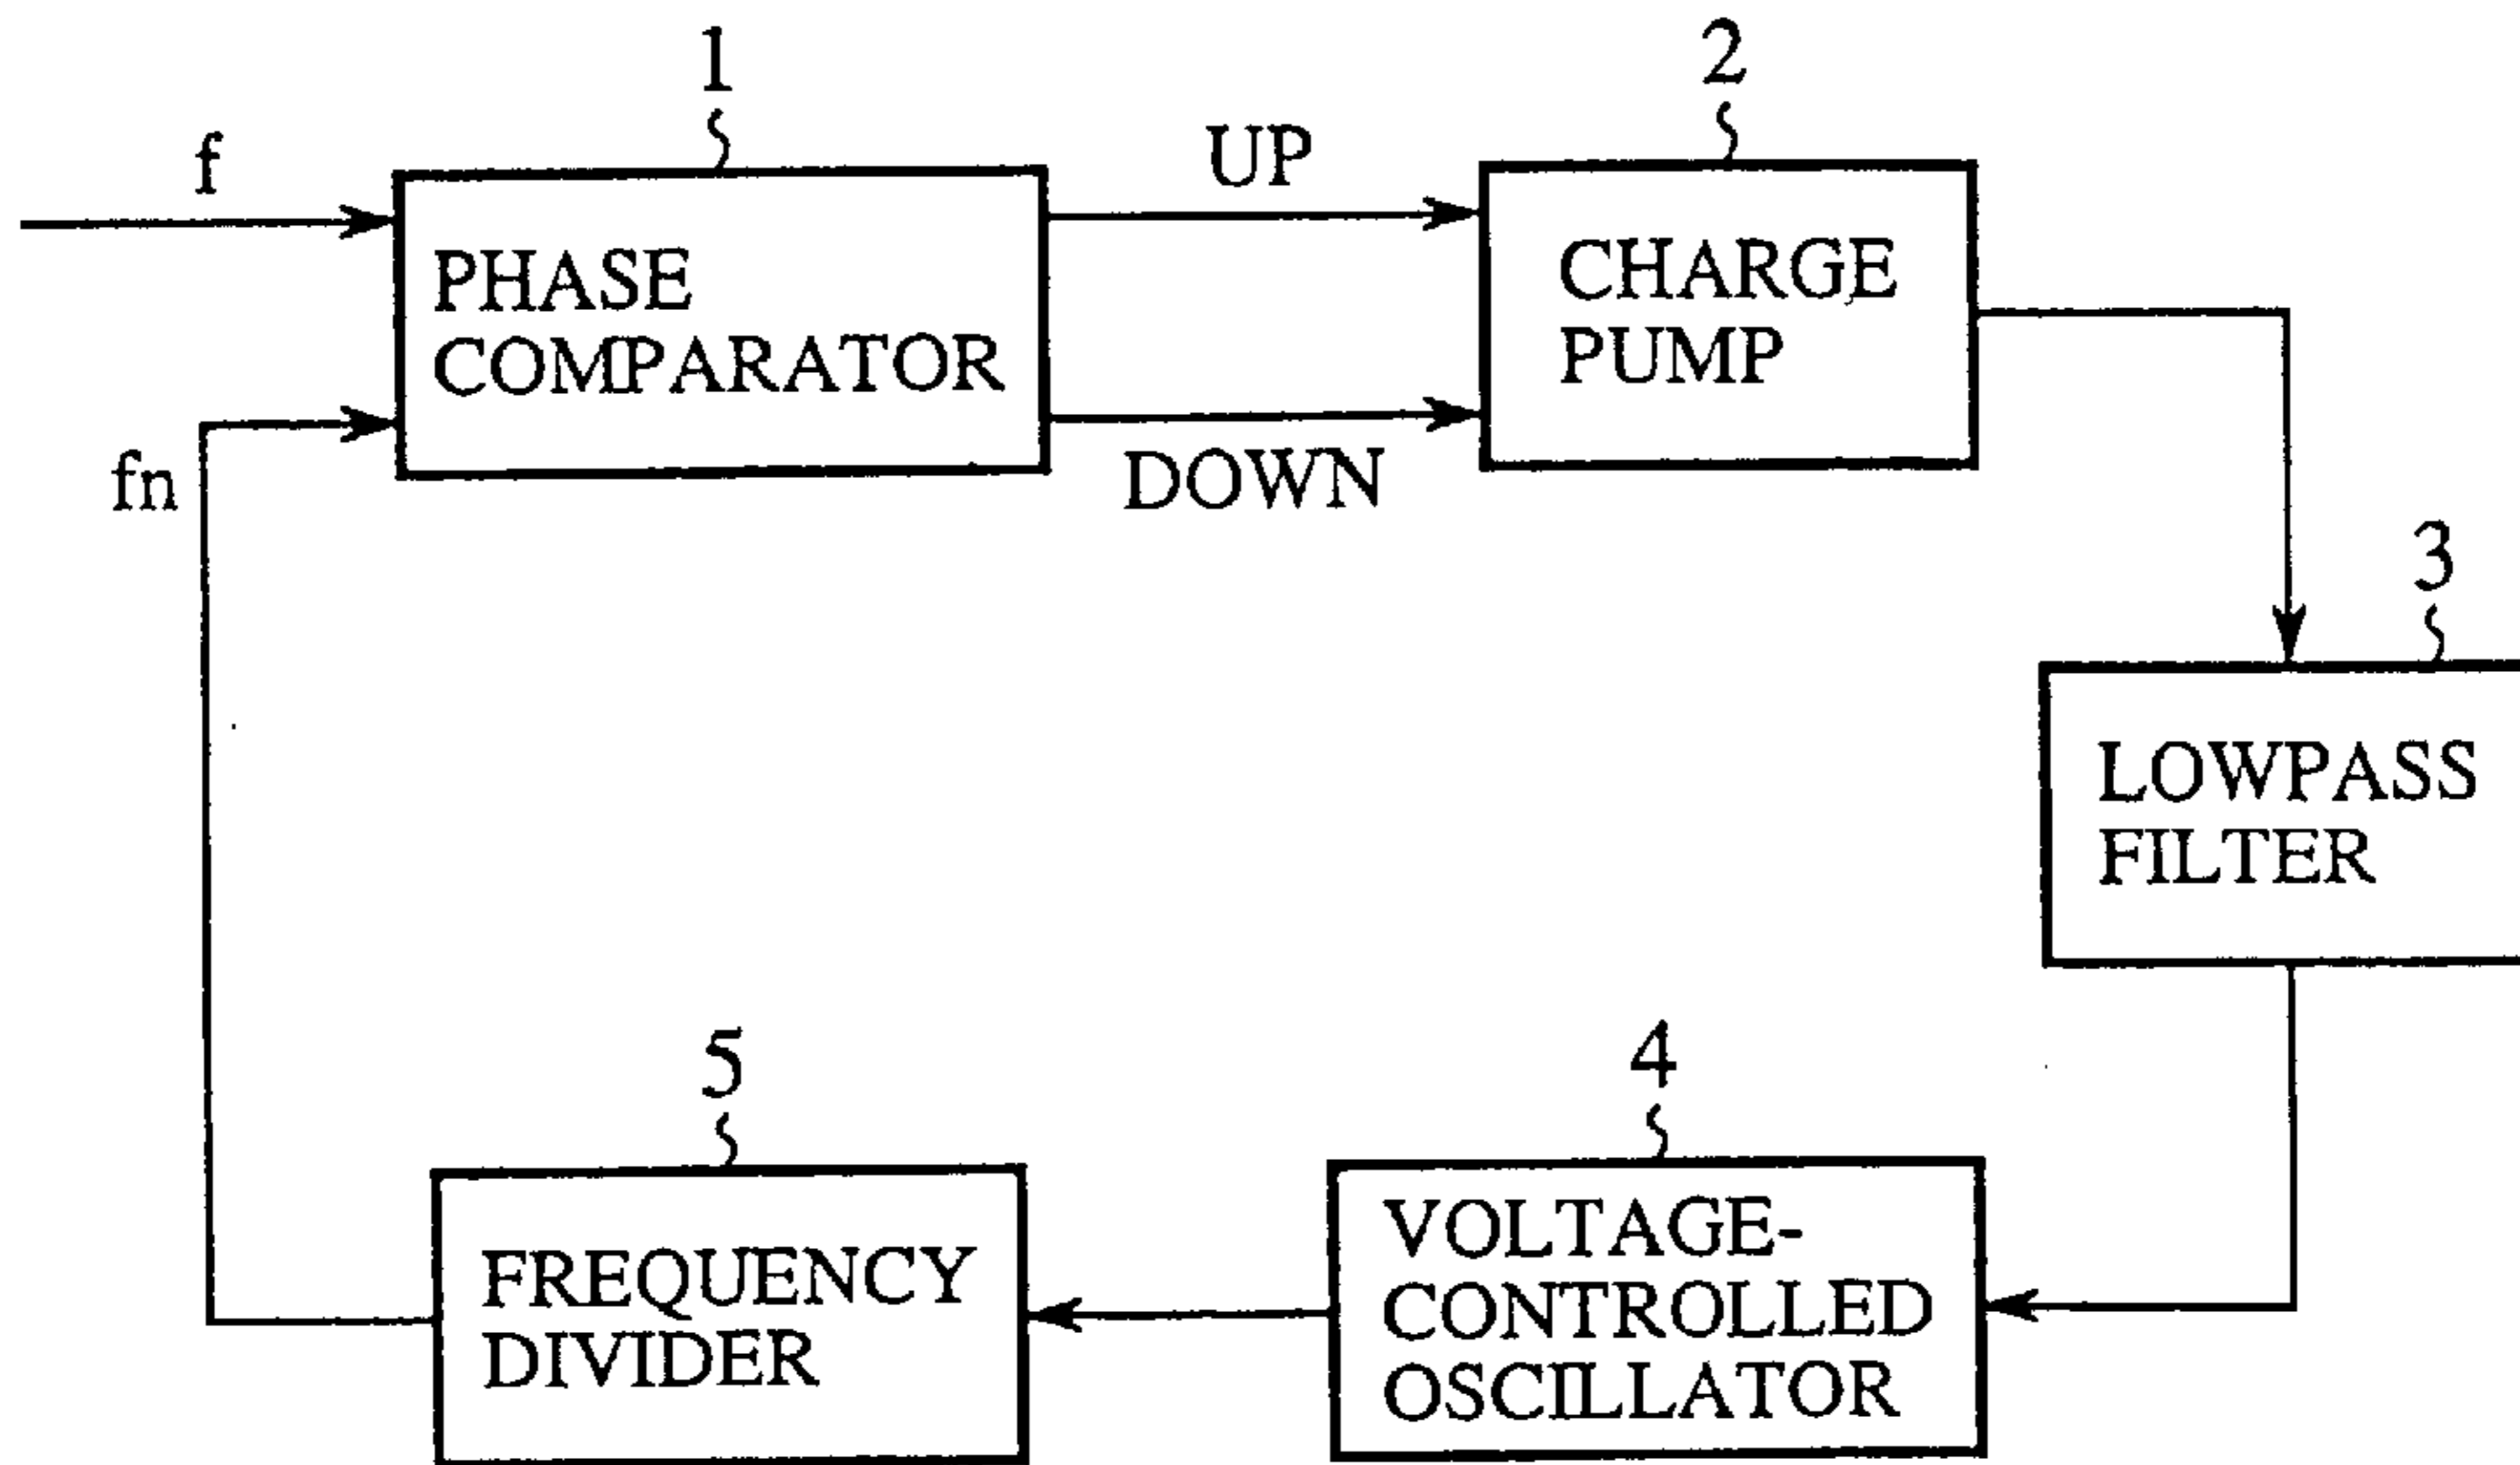 1
2
f
UP
PHASE
COMPARATOR
CHARGE
PUMP
fn
DOWN
3
LOWPASS
FILTER
5
4
FREQUENCY
DIVIDER
VOLTAGE-
CONTROLLED
OSCILLATOR